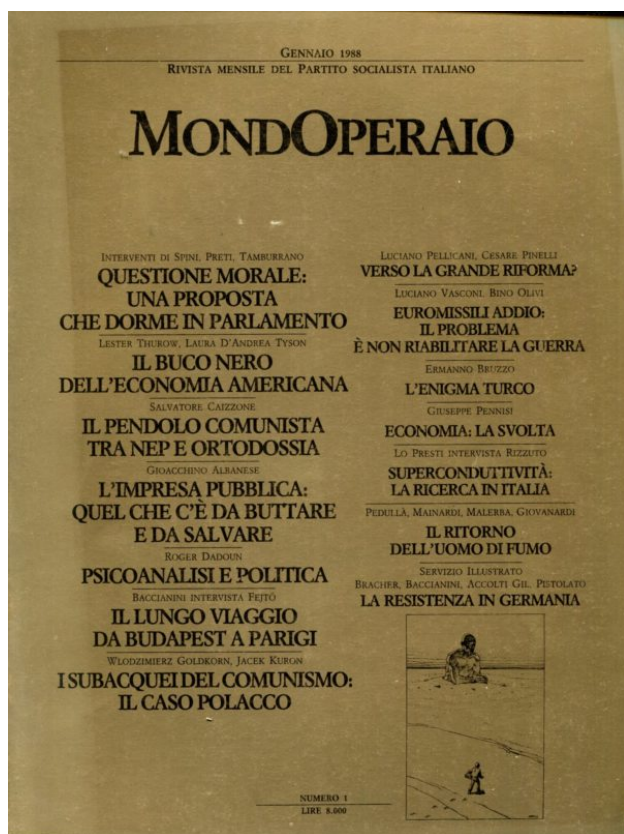 GENNAIO 1988
RIVISTA MENSILE DEL PARTITO SOCIALISTA ITALIANO
MONDOPERAIO
INTERVENTI DI SPINI, PRETI, TAMBURRANO
QUESTIONE MORALE:
UNA PROPOSTA
CHE DORME IN PARLAMENTO
LESTER THUROW, LAURA D'ANDREA TYSON
IL BUCO NERO
DELL'ECONOMIA AMERICANA
SALVATORE CAIZZONE
IL PENDOLO COMUNISTA
TRA NEP E ORTODOSSIA
GIOACCHINO ALBANESE
L'IMPRESA PUBBLICA:
QUEL CHE C'È DA BUTTARE
E DA SALVARE
ROGER DADOUN
PSICOANALISI E POLITICA
BACCIANINI INTERVISTA FEJTÖ
IL LUNGO VIAGGIO
DA BUDAPEST A PARIGI
WLODZIMIERZ GOLDKORN, JACEK KURON
I SUBACQUEI DEL COMUNISMO:
IL CASO POLACCO
LUCIANO PELLICANI, CESARE PINELLI
VERSO LA GRANDE RIFORMA?
LUCIANO VASCONI, BINO OLIVI
EUROMISSILI ADDIO:
IL PROBLEMA
È NON RIABILITARE LA GUERRA
ERMANNO BRUZZO
L'ENIGMA TURCO
GIUSEPPE PENNISI
ECONOMIA: LA SVOLTA
LO PRESTI INTERVISTA RIZZUTO
SUPERCONDUTTIVITÀ:
LA RICERCA IN ITALIA
PEDULLÀ, MAINARDI, MALERBA, GIOVANARDI
IL RITORNO
DELL'UOMO DI FUMO
SERVIZIO ILLUSTRATO
BRACHER, BACCIANINI, ACCOLTI GIL, PISTOLATO
LA RESISTENZA IN GERMANIA
NUMERO 1
LIRE 8.000